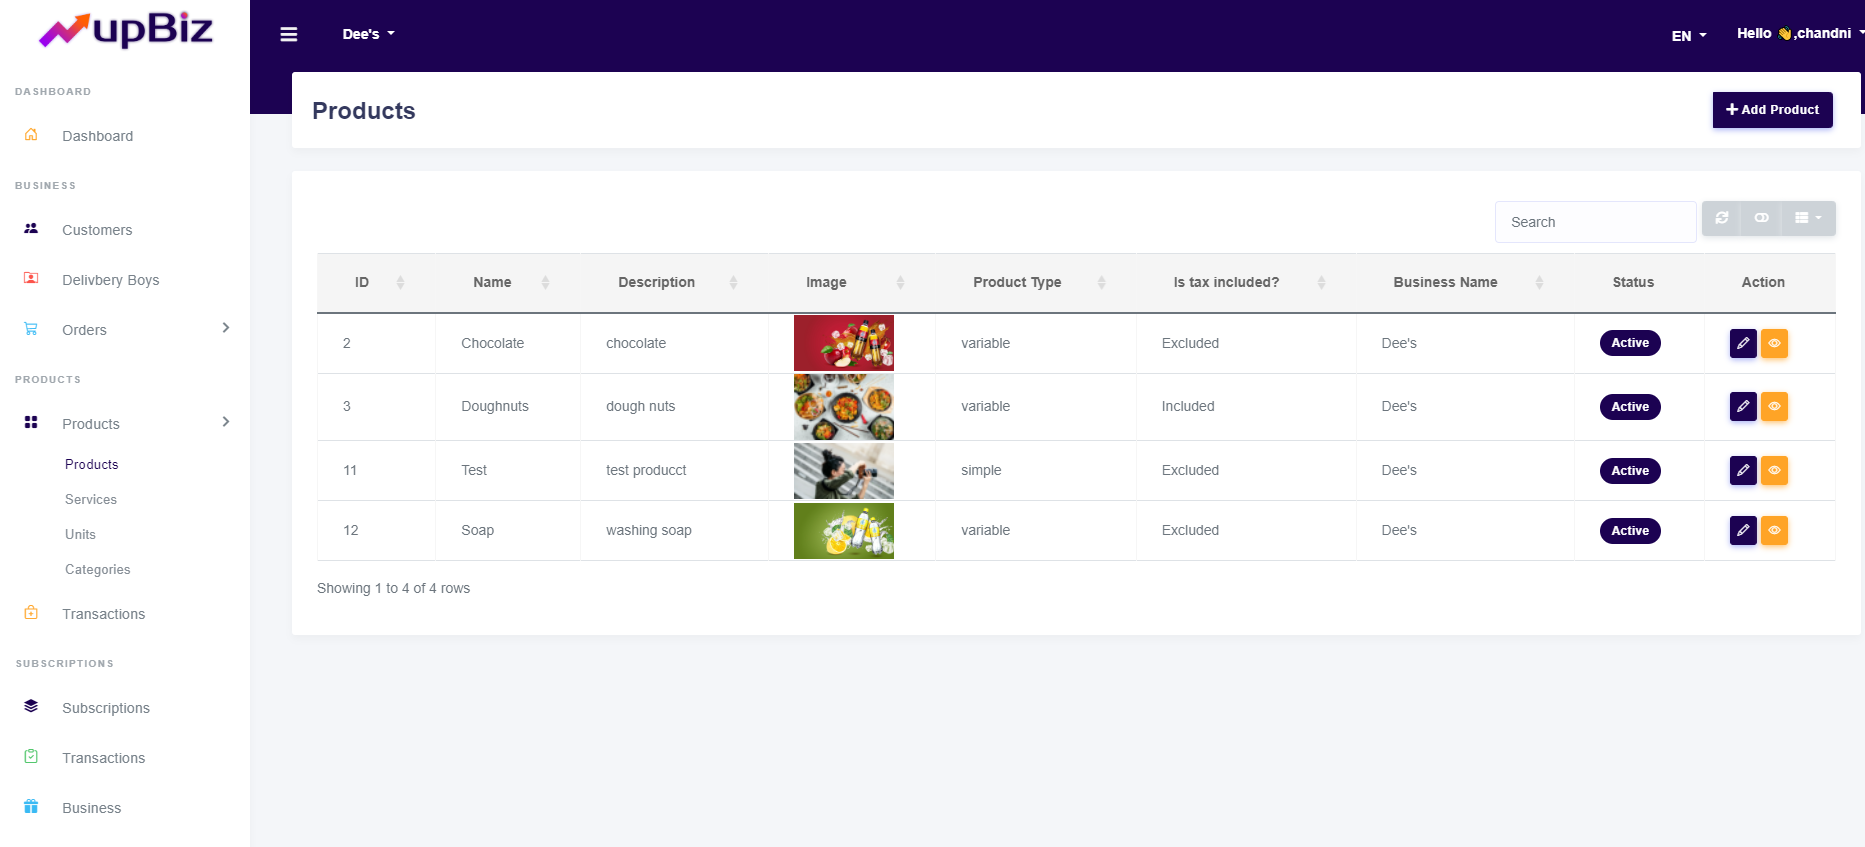 upBiz
Dee's
EN
Hello 👋,chandni
DASHBOARD
Dashboard
BUSINESS
Customers
Delivbery Boys
Orders
PRODUCTS
Products
Products
Services
Units
Categories
Transactions
SUBSCRIPTIONS
Subscriptions
Transactions
Business
Products
Add Product
Search
ID Name Description Image Product Type Is tax included? Business Name Status Action
2 Chocolate chocolate variable Excluded Dee's Active
3 Doughnuts dough nuts variable Included Dee's Active
11 Test test producct simple Excluded Dee's Active
12 Soap washing soap variable Excluded Dee's Active
Showing 1 to 4 of 4 rows